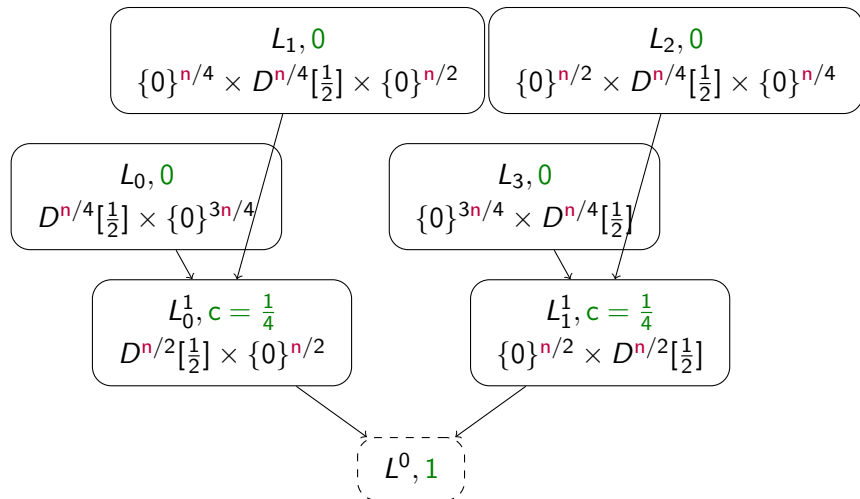 L₁, 0
{0}ⁿ/⁴ × Dⁿ/⁴[½] × {0}ⁿ/²
L₂, 0
{0}ⁿ/² × Dⁿ/⁴[½] × {0}ⁿ/⁴
L₀, 0
Dⁿ/⁴[½] × {0}³ⁿ/⁴
L₃, 0
{0}³ⁿ/⁴ × Dⁿ/⁴[½]
L₀¹, c = ¼
Dⁿ/²[½] × {0}ⁿ/²
L₁¹, c = ¼
{0}ⁿ/² × Dⁿ/²[½]
L⁰, 1